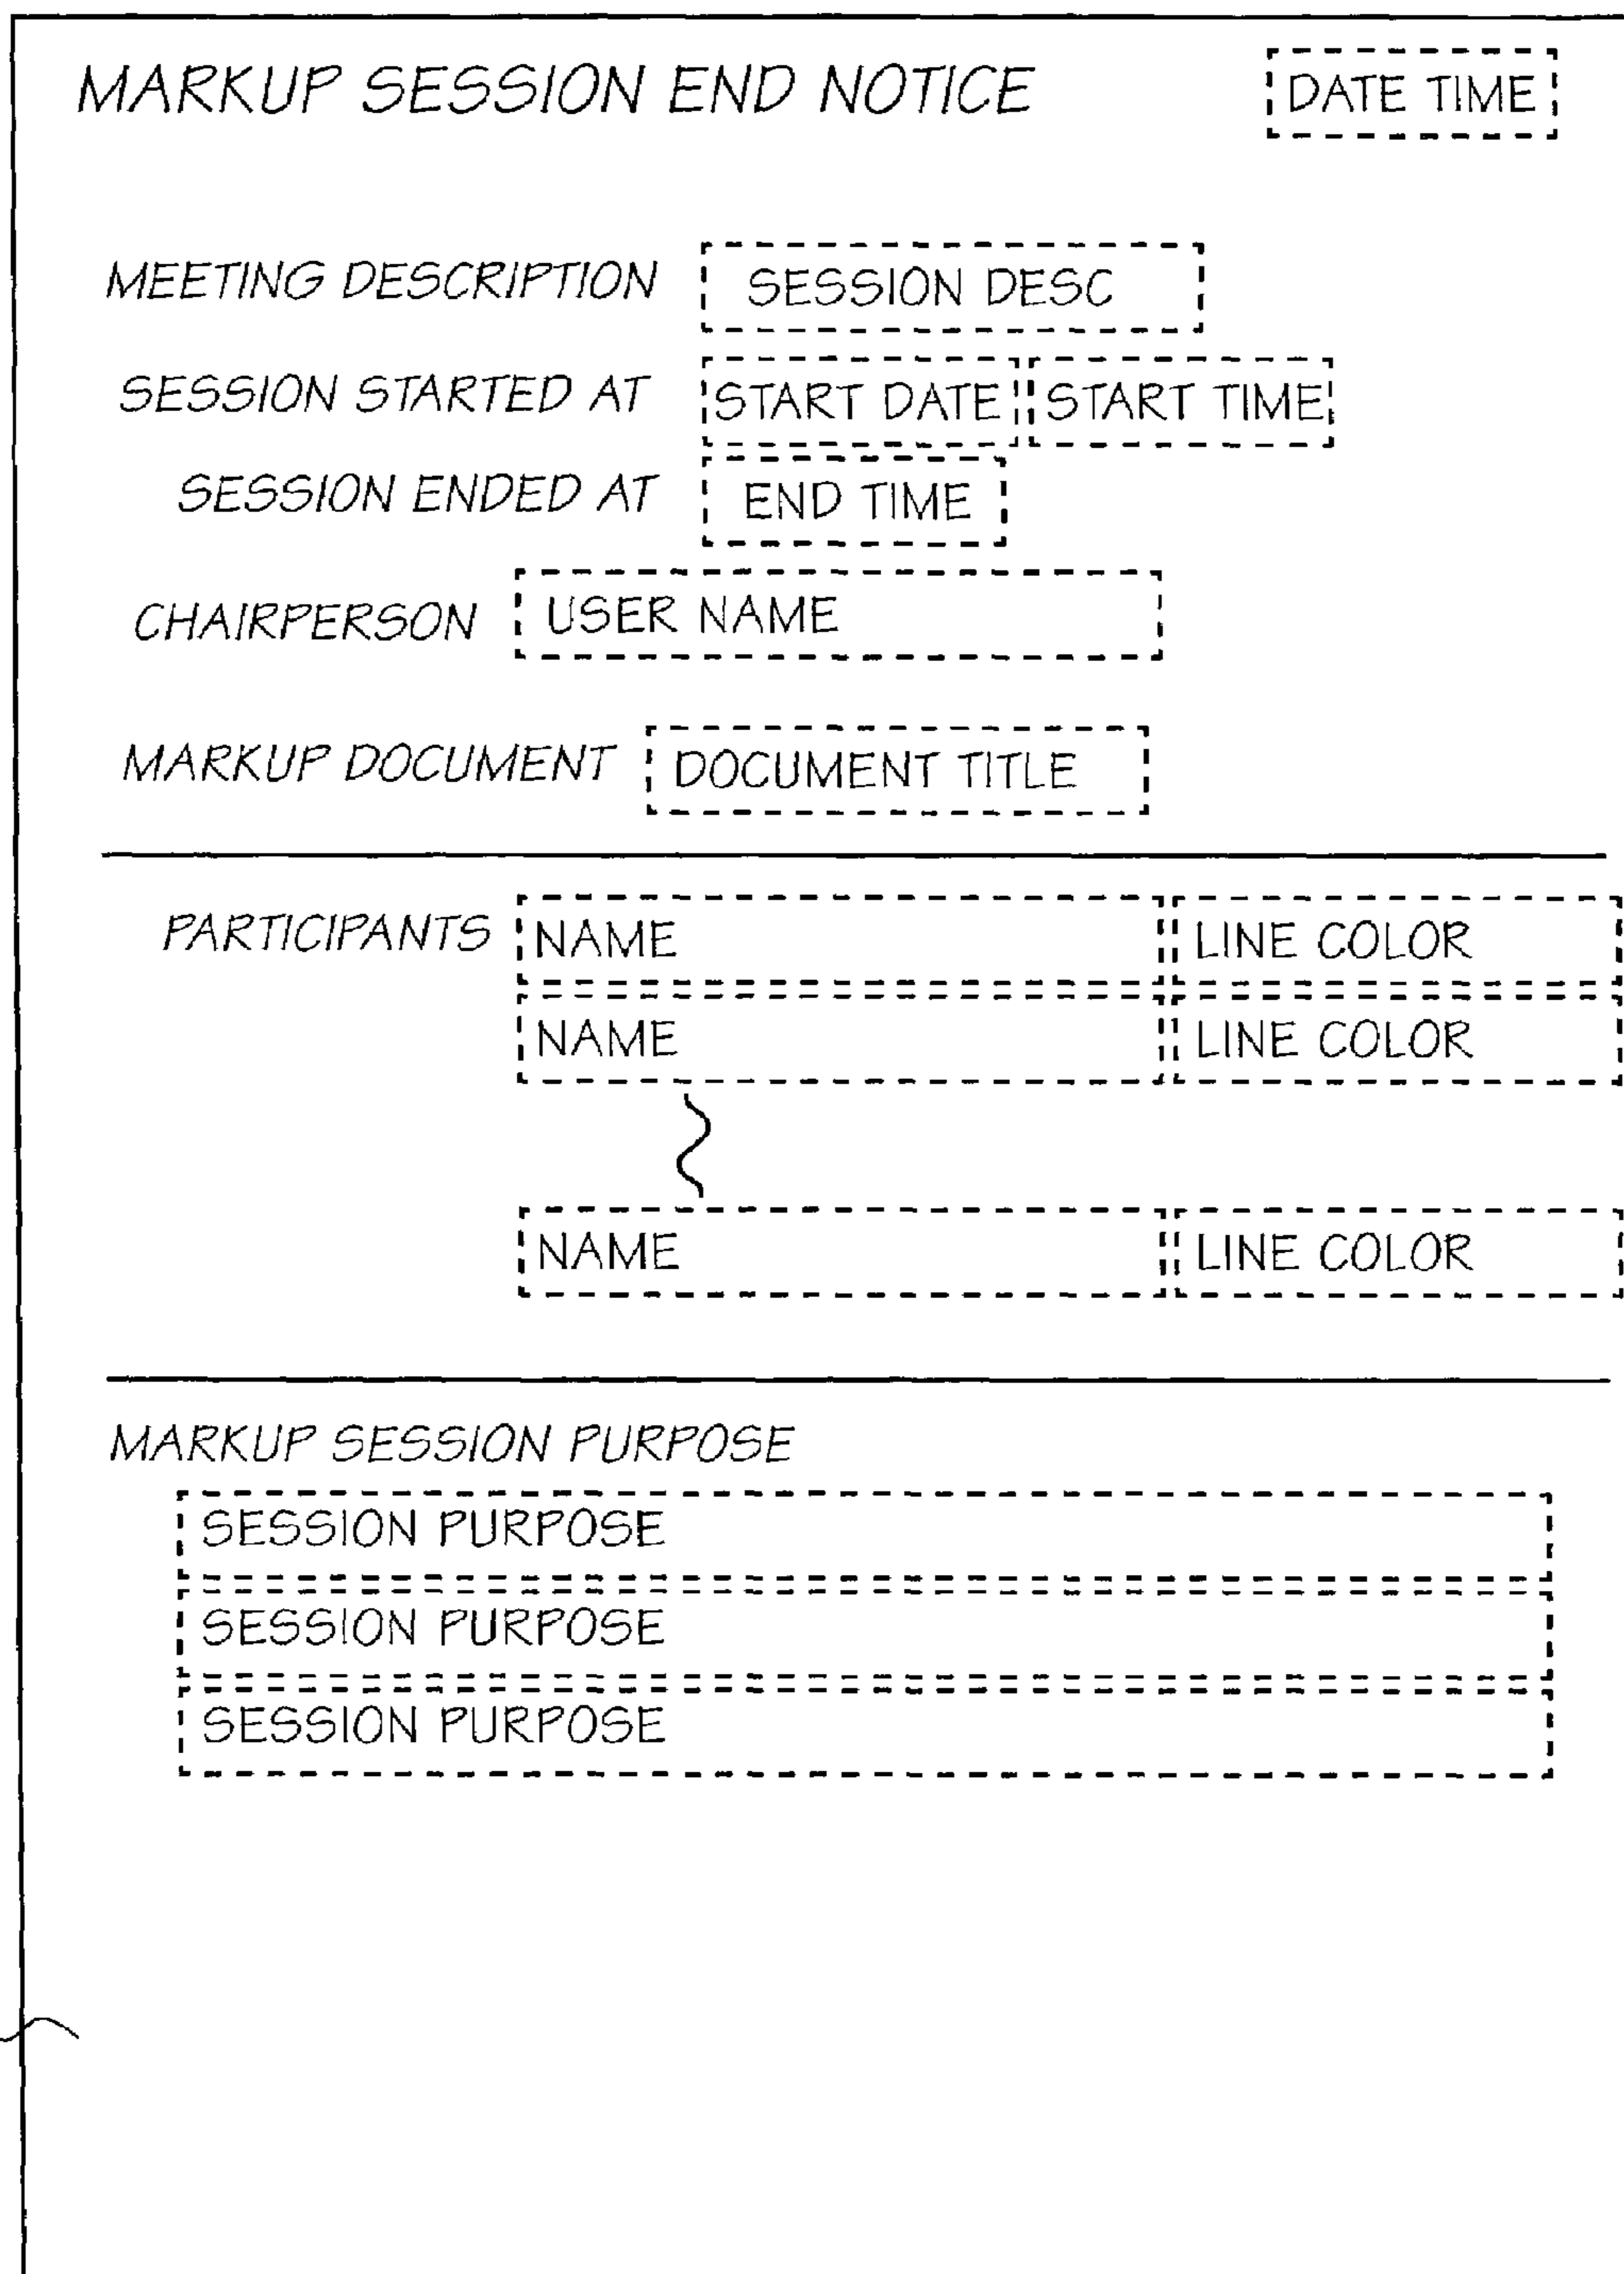 MARKUP SESSION END NOTICE DATE TIME
MEETING DESCRIPTION SESSION DESC
SESSION STARTED AT START DATE START TIME
SESSION ENDED AT END TIME
CHAIRPERSON USER NAME
MARKUP DOCUMENT DOCUMENT TITLE
PARTICIPANTS NAME LINE COLOR
NAME LINE COLOR
NAME LINE COLOR
MARKUP SESSION PURPOSE
SESSION PURPOSE
SESSION PURPOSE
SESSION PURPOSE